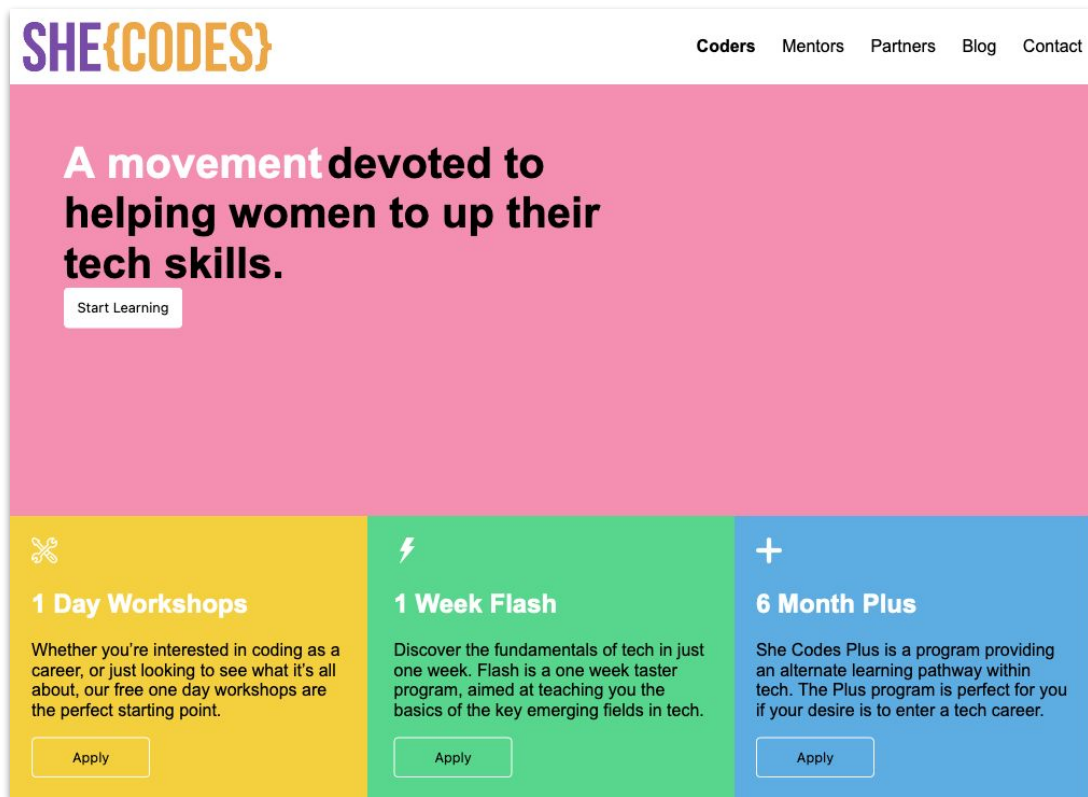 SHE{CODES}
Coders Mentors Partners Blog Contact
A movement devoted to
helping women to up their
tech skills.
Start Learning
1 Day Workshops
Whether you’re interested in coding as a
career, or just looking to see what it’s all
about, our free one day workshops are
the perfect starting point.
Apply
1 Week Flash
Discover the fundamentals of tech in just
one week. Flash is a one week taster
program, aimed at teaching you the
basics of the key emerging fields in tech.
Apply
6 Month Plus
She Codes Plus is a program providing
an alternate learning pathway within
tech. The Plus program is perfect for you
if your desire is to enter a tech career.
Apply